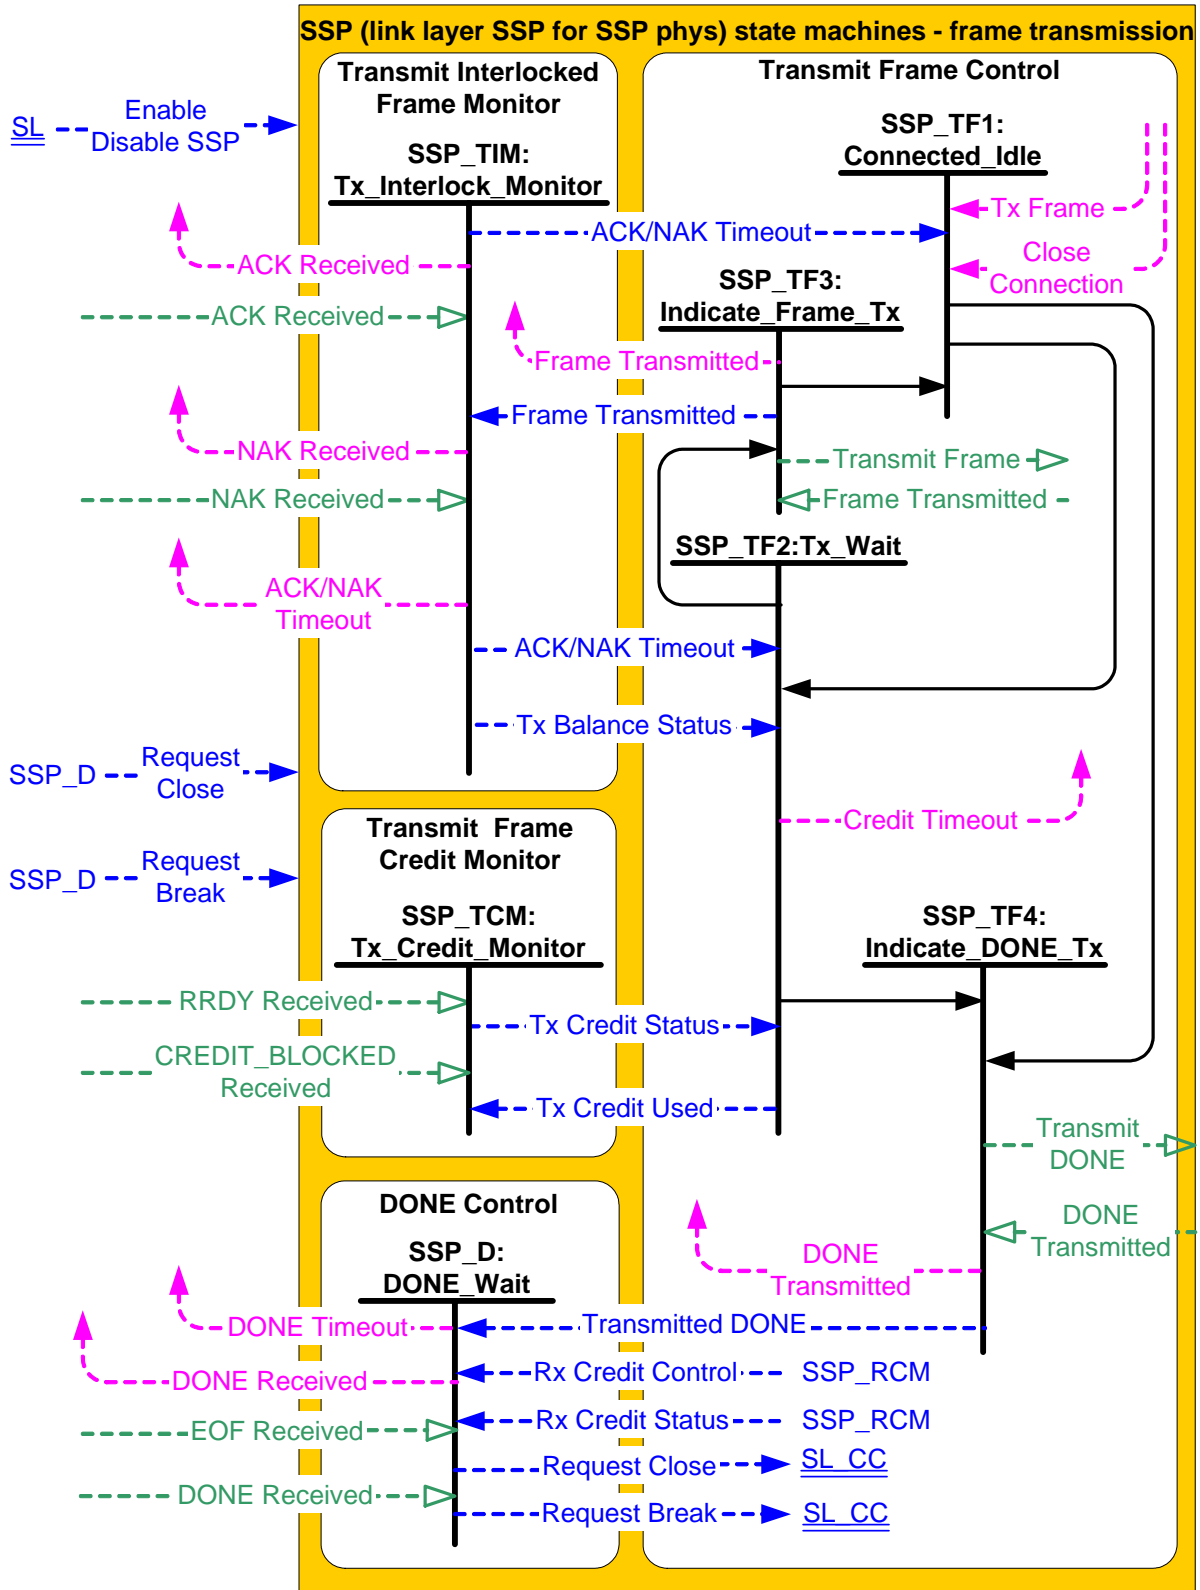 SSP (link layer SSP for SSP phys) state machines - frame transmission
Transmit Interlocked
Frame Monitor
Transmit Frame Control
SL
Enable
Disable SSP
SSP_TIM:
Tx_Interlock_Monitor
SSP_TF1:
Connected_Idle
Tx Frame
ACK/NAK Timeout
ACK Received
Close
Connection
SSP_TF3:
Indicate_Frame_Tx
ACK Received
Frame Transmitted
Frame Transmitted
NAK Received
Transmit Frame
NAK Received
Frame Transmitted
SSP_TF2:Tx_Wait
ACK/NAK
Timeout
ACK/NAK Timeout
Tx Balance Status
SSP_D
Request
Close
Credit Timeout
Transmit  Frame
Credit Monitor
SSP_D
Request
Break
SSP_TCM:
Tx_Credit_Monitor
SSP_TF4:
Indicate_DONE_Tx
RRDY Received
Tx Credit Status
CREDIT_BLOCKED
Received
Tx Credit Used
Transmit
DONE
DONE Control
DONE
Transmitted
SSP_D:
DONE_Wait
DONE
Transmitted
DONE Timeout
Transmitted DONE
DONE Received
Rx Credit Control
SSP_RCM
EOF Received
Rx Credit Status
SSP_RCM
Request Close
SL_CC
DONE Received
Request Break
SL_CC